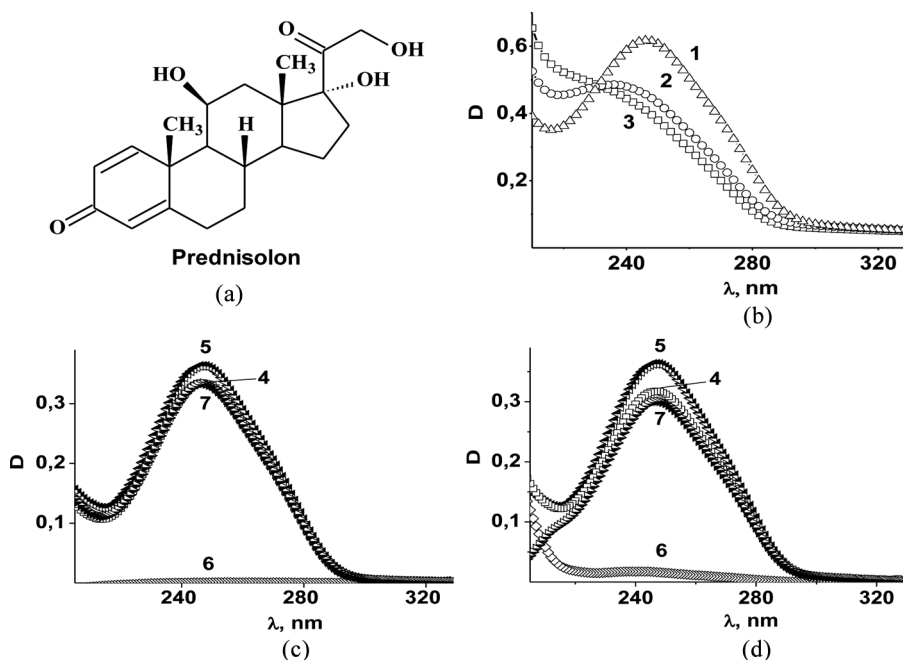 O
OH
CH3
HO
OH
CH3
H
O
Prednisolon
(a)
D
0,6
0,4
0,2
1
2
3
240 280 320
λ, nm
(b)
D
0,3
0,2
0,1
5
4
7
6
240 280 320
λ, nm
(c)
D
0,3
0,2
0,1
5
4
7
6
240 280 320
λ, nm
(d)